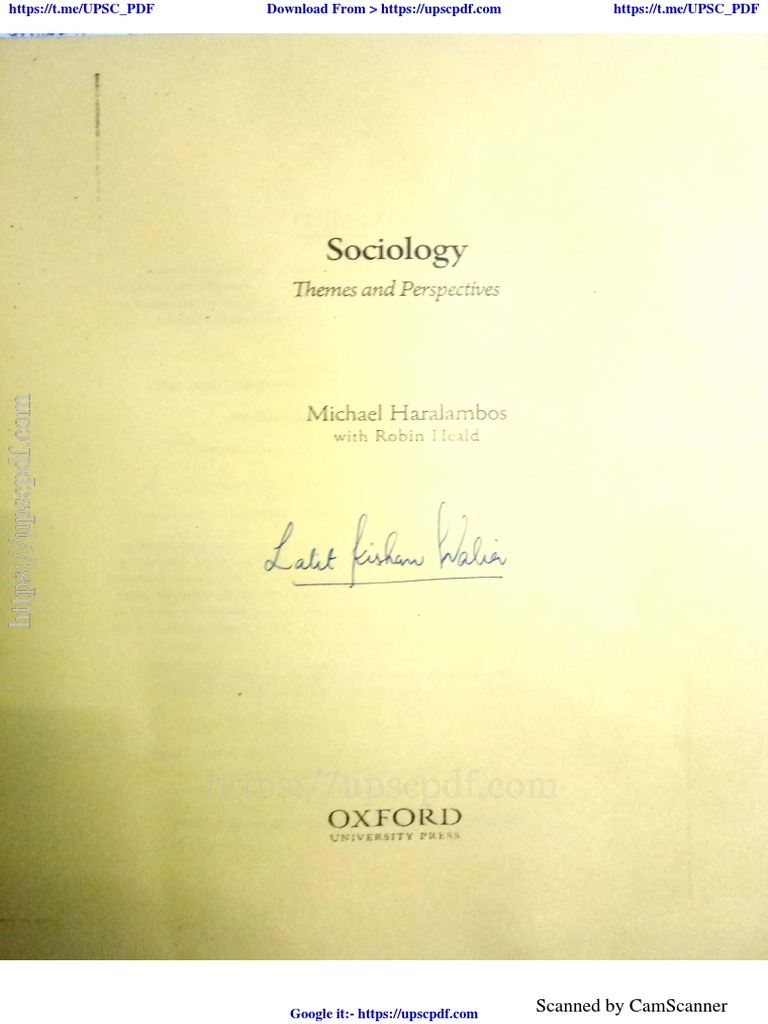 https://t.me/UPSC_PDF Download From > https://upscpdf.com https://t.me/UPSC_PDF
Sociology
Themes and Perspectives
Michael Haralambos
with Robin Heald
https://upscpdf.com
Lalit Kishan Walia
https://upscpdf.com
OXFORD
UNIVERSITY PRESS
Scanned by CamScanner
Google it:- https://upscpdf.com